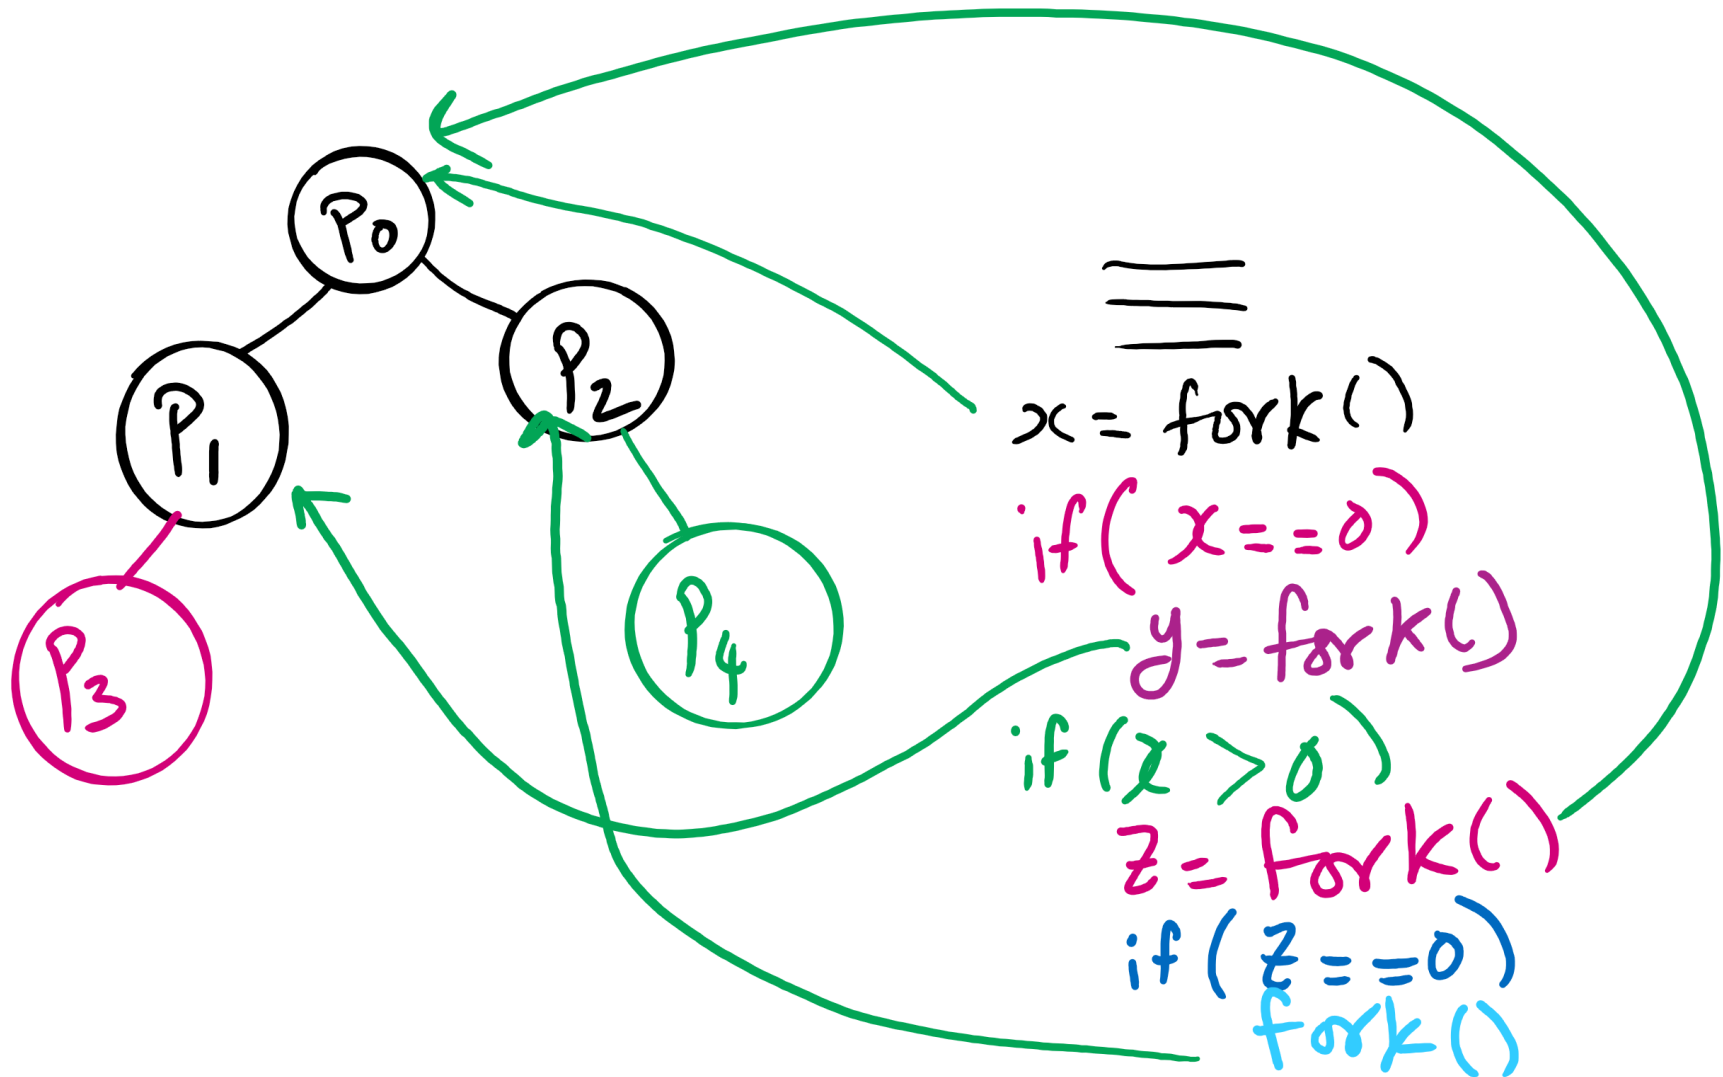 P0
P1
P2
P3
P4
x = fork()
if( x==0)
y=fork()
if(x > 0)
z=fork()
if(z==0)
fork()